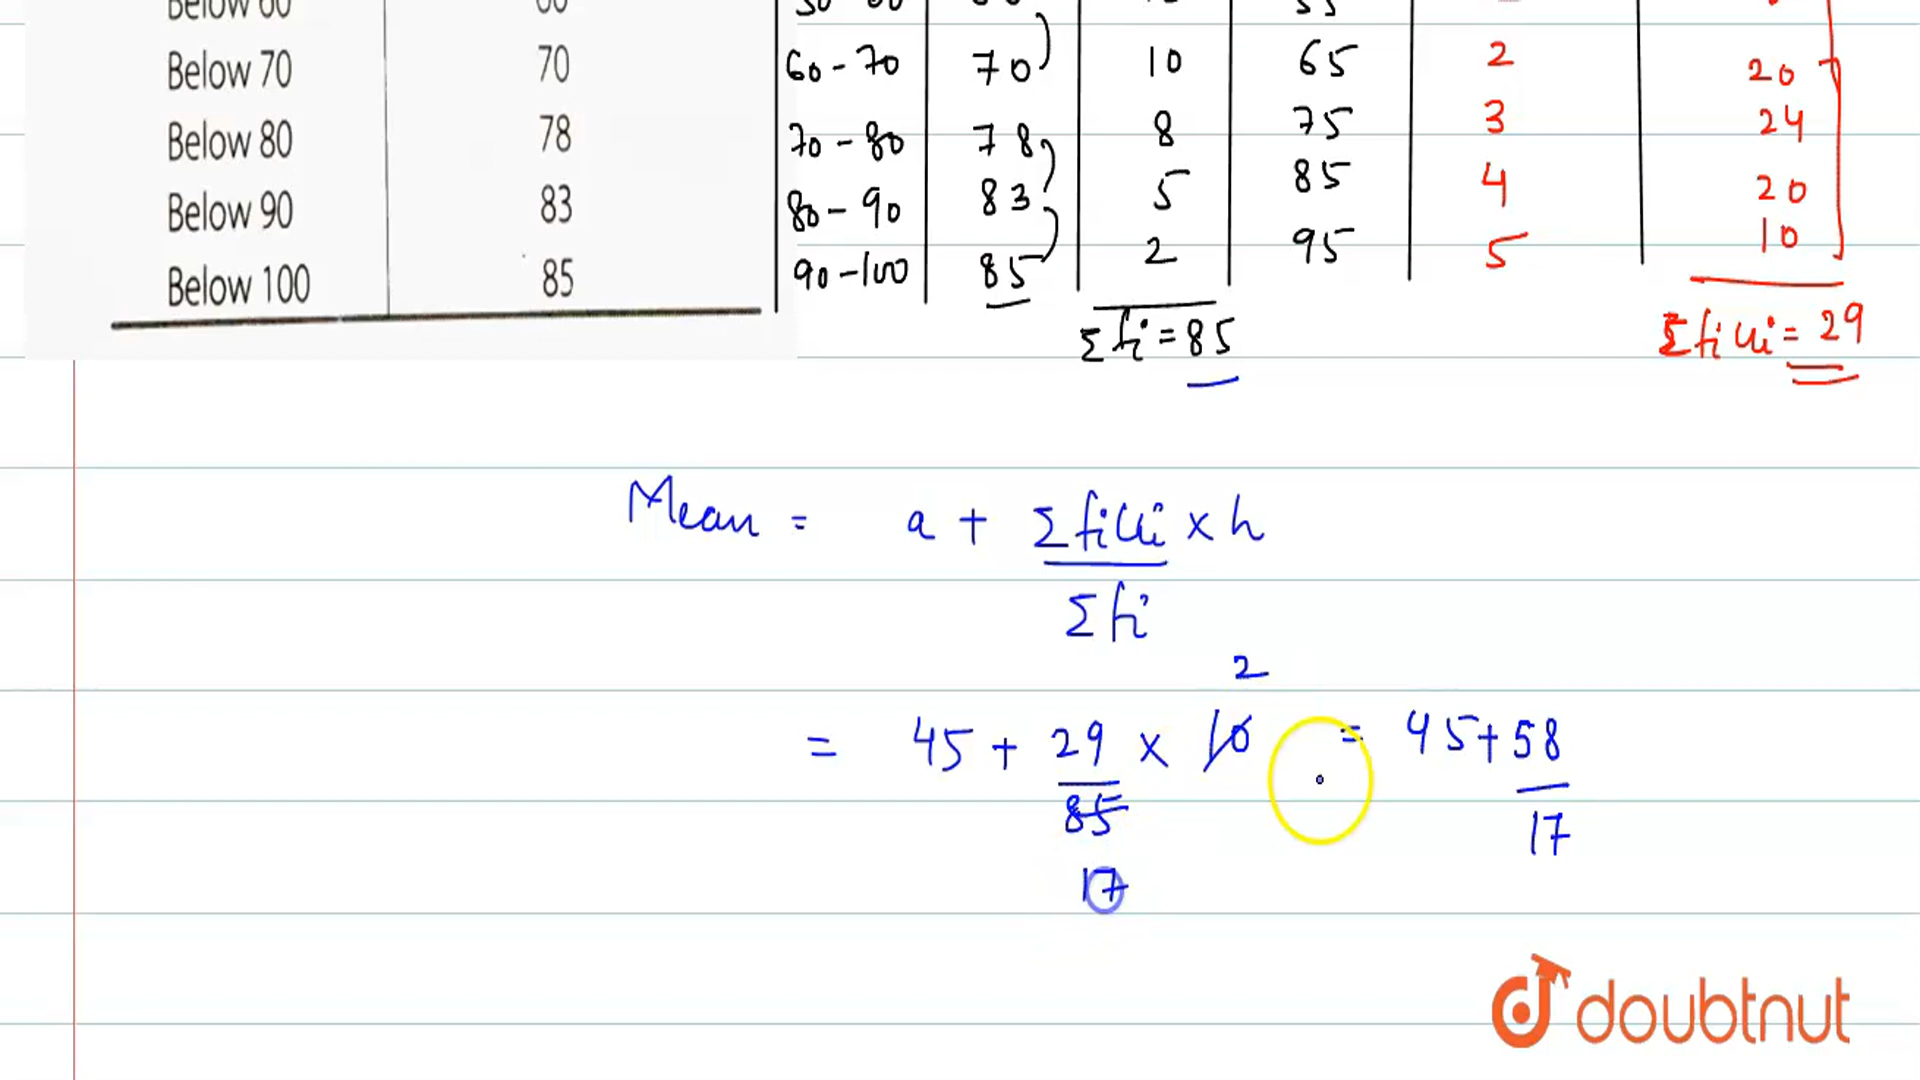 Below 60 60
Below 70 70
Below 80 78
Below 90 83
Below 100 85
60-70 70 10 65 2 20
70-80 78 8 75 3 24
80-90 83 5 85 4 20
90-100 85 2 95 5 10
Σfi = 85 Σfiui = 29
Mean = a + Σfiui × h
Σfi
2
= 45 + 29 × 10 = 45 + 58
85 17
17
doubtnut